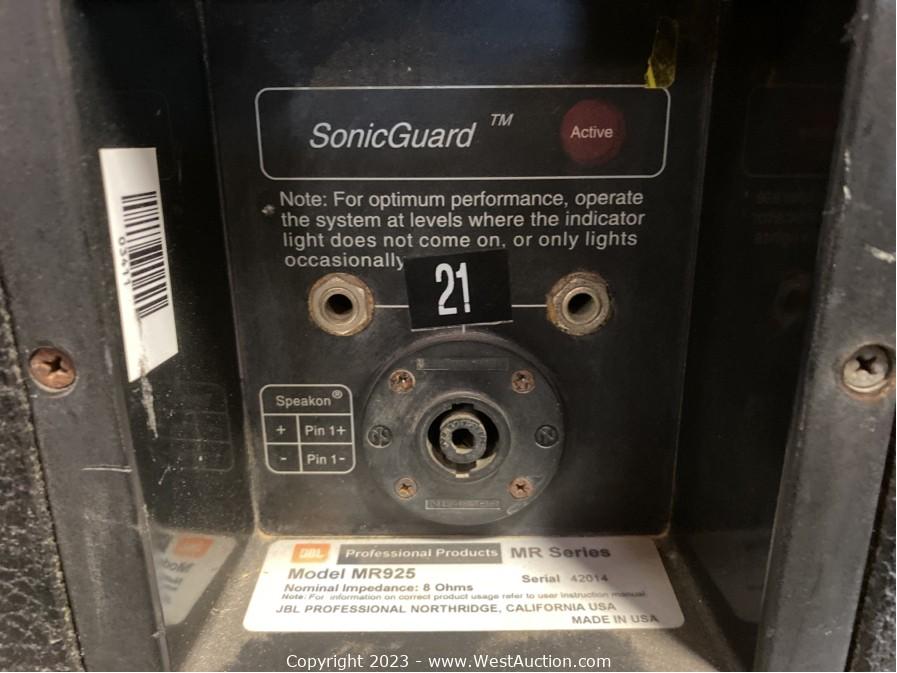 SonicGuard ™
Active
Note: For optimum performance, operate
the system at levels where the indicator
light does not come on, or only lights
occasionally
21
03411
Speakon®
+ Pin 1+
- Pin 1-
JBL Professional Products MR Series
Model MR925
Serial 42014
Nominal Impedance: 8 Ohms
Note: For information on correct product usage refer to user instruction manual.
JBL PROFESSIONAL NORTHRIDGE, CALIFORNIA USA
MADE IN USA
Copyright 2023 - www.WestAuction.com